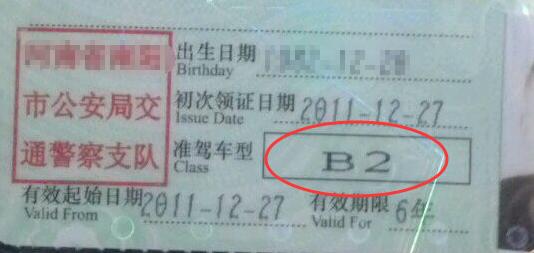 出生日期
Birthday
市公安局交
通警察支队
初次领证日期 2011-12-27
Issue Date
准驾车型 B2
Class
有效起始日期 2011-12-27
Valid From
有效期限 6年
Valid For